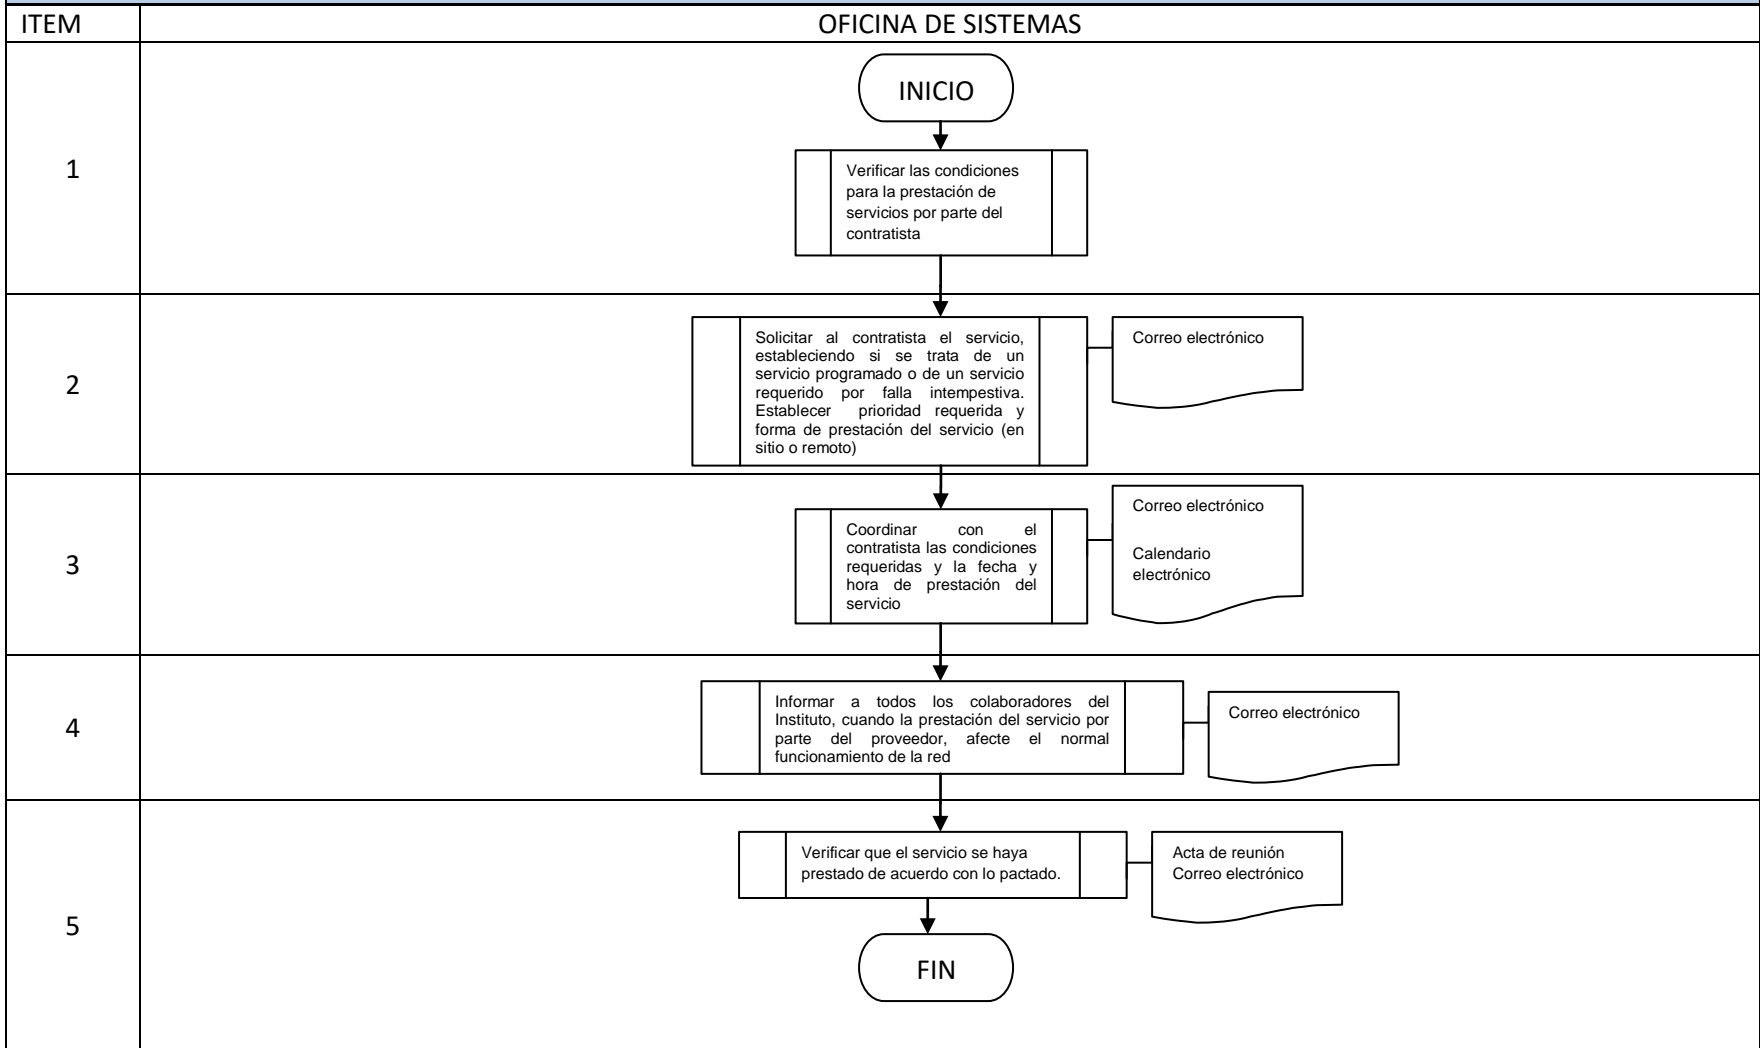 ITEM
OFICINA DE SISTEMAS
INICIO
1
Verificar las condiciones
para la prestación de
servicios por parte del
contratista
2
Solicitar al contratista el servicio,
estableciendo si se trata de un
servicio programado o de un servicio
requerido por falla intempestiva.
Establecer prioridad requerida y
forma de prestación del servicio (en
sitio o remoto)
Correo electrónico
3
Coordinar con el
contratista las condiciones
requeridas y la fecha y
hora de prestación del
servicio
Correo electrónico
Calendario
electrónico
4
Informar a todos los colaboradores del
Instituto, cuando la prestación del servicio por
parte del proveedor, afecte el normal
funcionamiento de la red
Correo electrónico
5
Verificar que el servicio se haya
prestado de acuerdo con lo pactado.
Acta de reunión
Correo electrónico
FIN